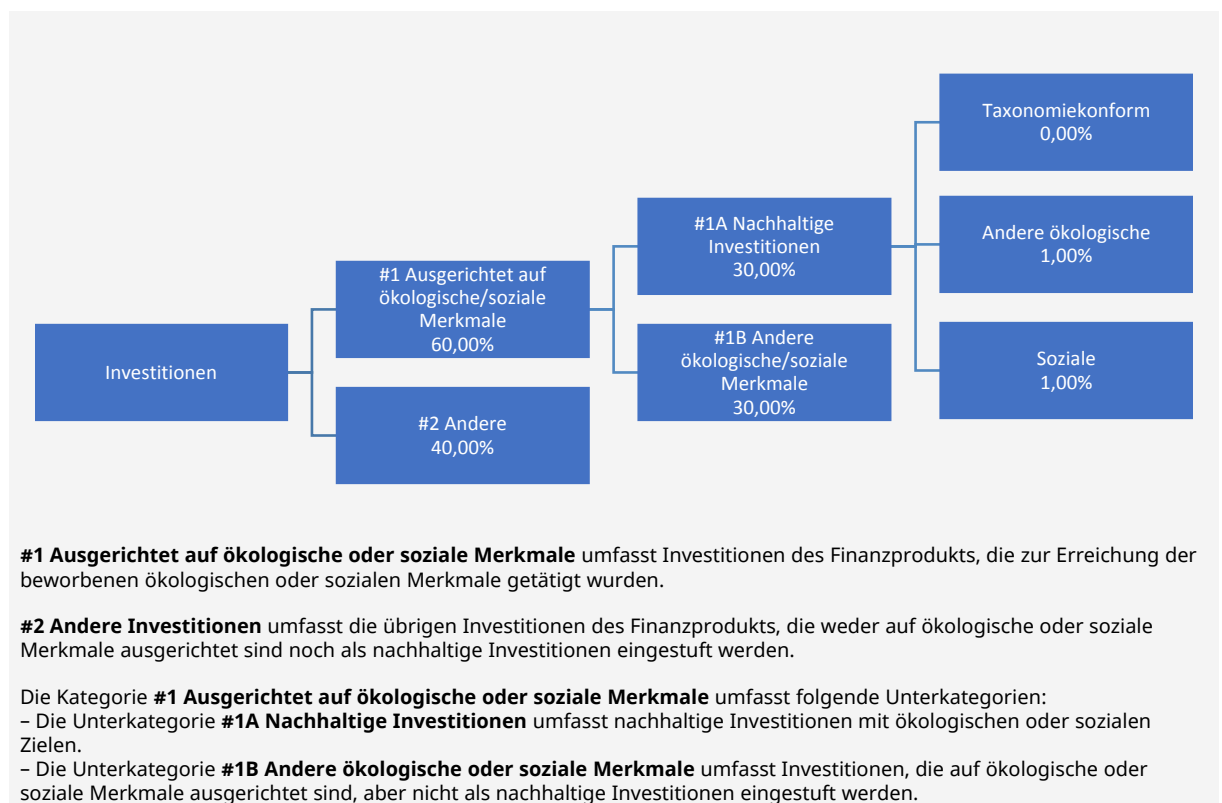 Investitionen
#1 Ausgerichtet auf
ökologische/soziale
Merkmale
60,00%
#2 Andere
40,00%
#1A Nachhaltige
Investitionen
30,00%
#1B Andere
ökologische/soziale
Merkmale
30,00%
Taxonomiekonform
0,00%
Andere ökologische
1,00%
Soziale
1,00%
#1 Ausgerichtet auf ökologische oder soziale Merkmale umfasst Investitionen des Finanzprodukts, die zur Erreichung der
beworbenen ökologischen oder sozialen Merkmale getätigt wurden.
#2 Andere Investitionen umfasst die übrigen Investitionen des Finanzprodukts, die weder auf ökologische oder soziale
Merkmale ausgerichtet sind noch als nachhaltige Investitionen eingestuft werden.
Die Kategorie #1 Ausgerichtet auf ökologische oder soziale Merkmale umfasst folgende Unterkategorien:
– Die Unterkategorie #1A Nachhaltige Investitionen umfasst nachhaltige Investitionen mit ökologischen oder sozialen
Zielen.
– Die Unterkategorie #1B Andere ökologische oder soziale Merkmale umfasst Investitionen, die auf ökologische oder
soziale Merkmale ausgerichtet sind, aber nicht als nachhaltige Investitionen eingestuft werden.